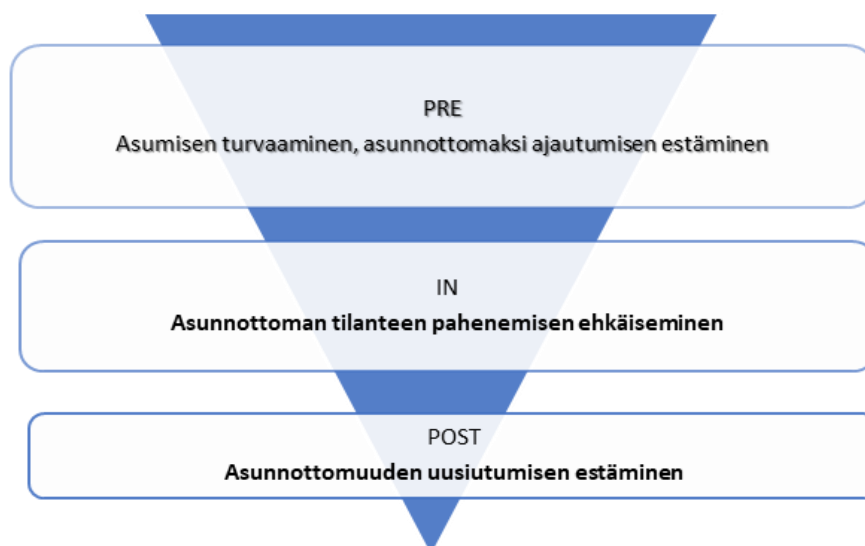 PRE
Asumisen turvaaminen, asunnottomaksi ajautumisen estäminen
IN
Asunnottoman tilanteen pahenemisen ehkäiseminen
POST
Asunnottomuuden uusiutumisen estäminen